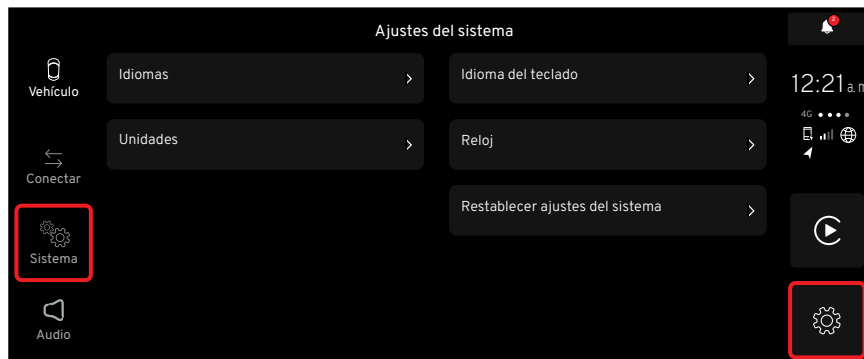 Ajustes del sistema
2
Vehículo
Idiomas
Idioma del teclado
12:21 a. m
4G
Unidades
Reloj
Conectar
Restablecer ajustes del sistema
Sistema
Audio